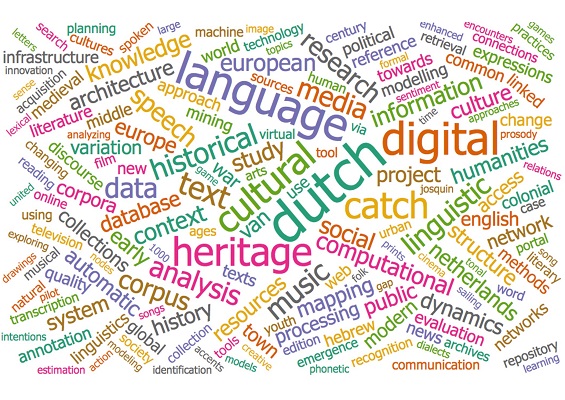 letters
search
planning
cultures
spoken
large
machine
image
century
technology
topics
enhanced
encounters
connections
games
practices
infrastructure
innovation
knowledge
world
european
research
political
reference
retrieval
formal
towards
modelling
expressions
common
linked
sense
acquisition
medieval
architecture
language
sources
human
media
sentiment
information
culture
lexical
literature
middle
speech
approach
mining
virtual
via
time
approaches
change
analyzing
europe
historical
study
tool
digital
prosody
variation
discourse
changing
film
new
war
game
arts
cultural
dutch
project
josquin
humanities
relations
reading
corpora
data
text
use
catch
linguistic
access
colonial
united
online
database
context
van
social
urban
english
case
using
television
collections
early
ages
1000
heritage
computational
prints
cinema
structure
network
portal
song
exploring
musical
nodes
drawings
automatic
analysis
texts
music
web
folk
gap
tonal
netherlands
methods
literary
natural
quality
pilot
corpus
resources
mapping
public
sailing
word
transcription
system
songs
history
youth
processing
modern
dynamics
networks
intentions
annotation
linguistics
global
society
collection
tools
town
edition
hebrew
evaluation
news
archives
action
modeling
accents
models
creative
emergence
recognition
dialects
repository
estimation
identification
phonetic
communication
learning